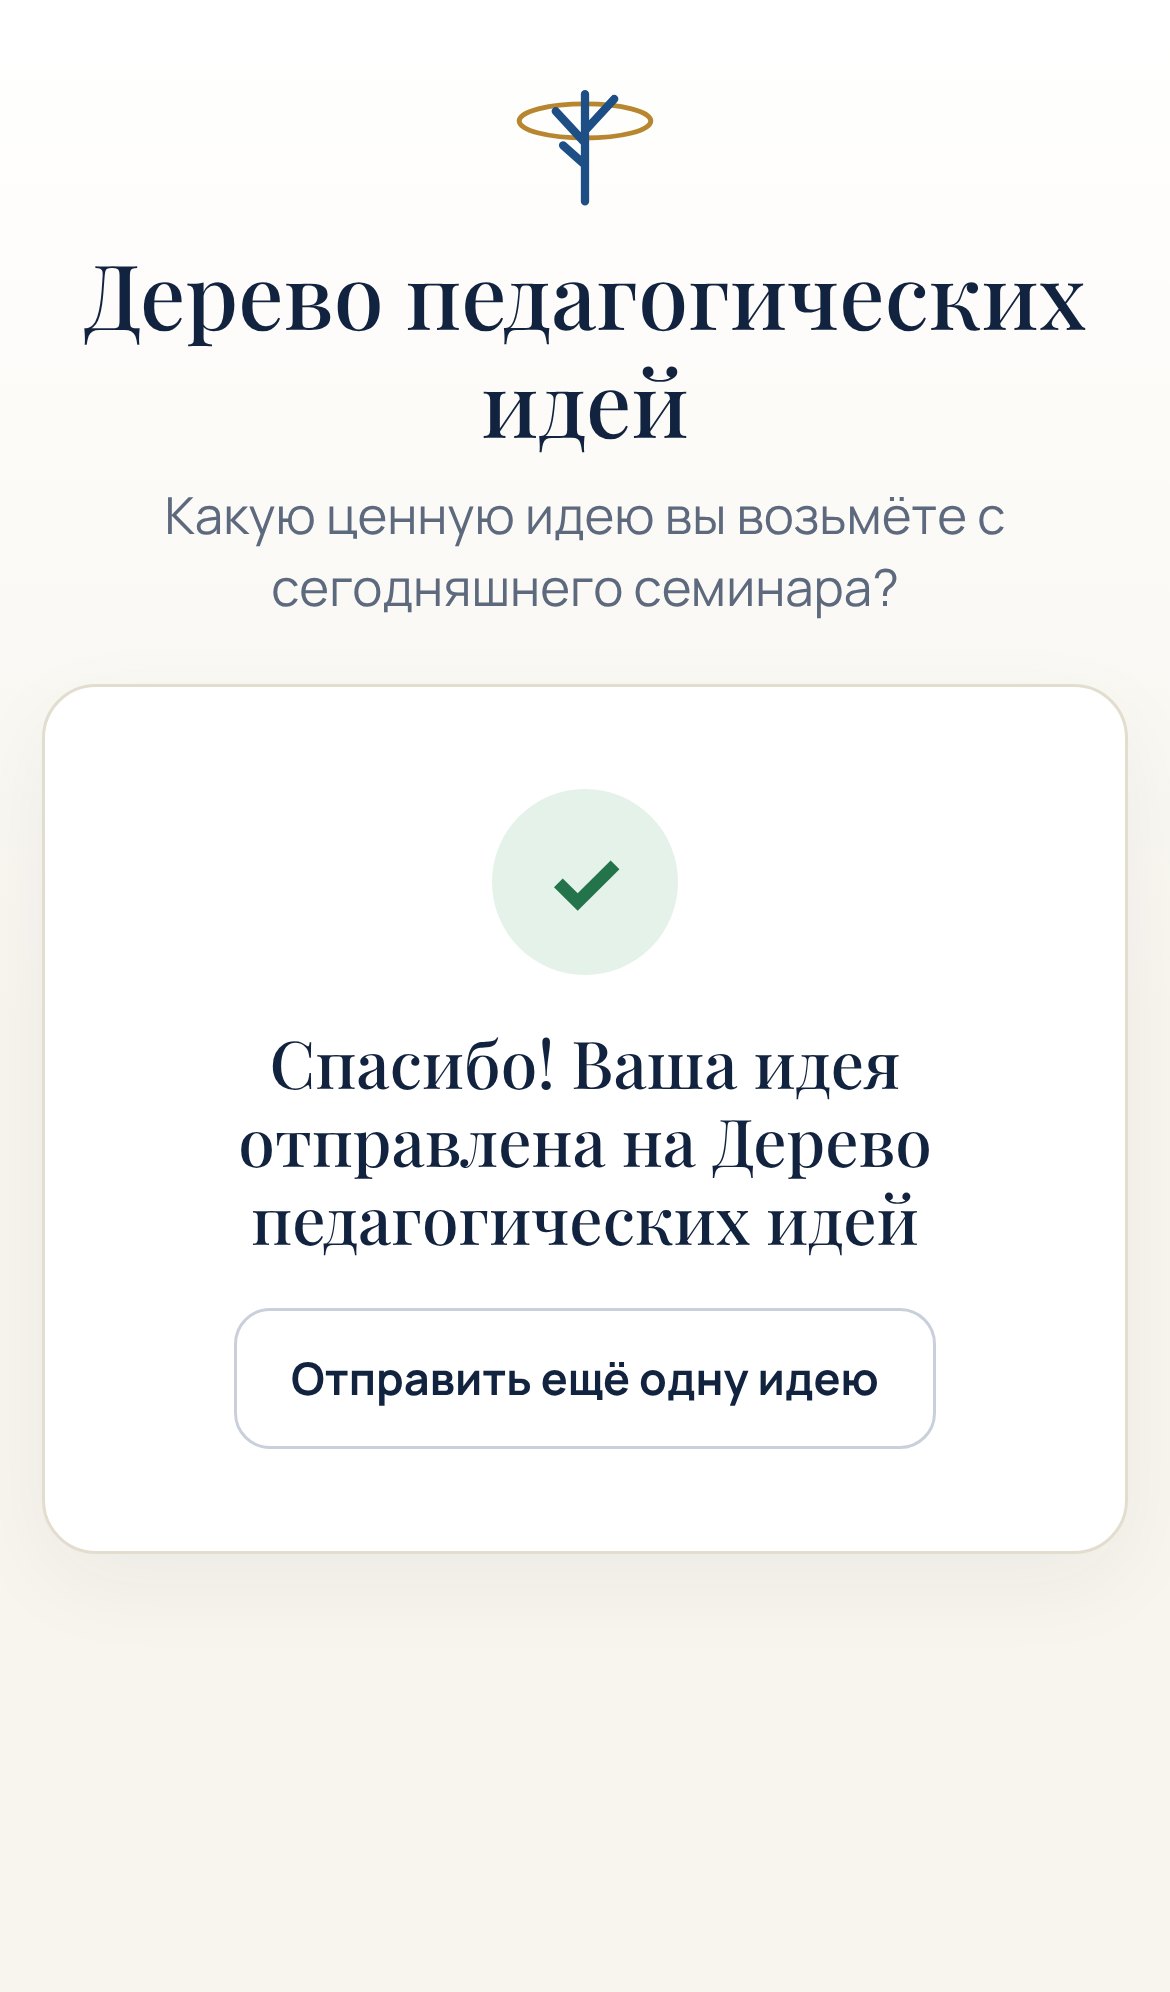 Дерево педагогических
идей
Какую ценную идею вы возьмёте с
сегодняшнего семинара?
Спасибо! Ваша идея
отправлена на Дерево
педагогических идей
Отправить ещё одну идею